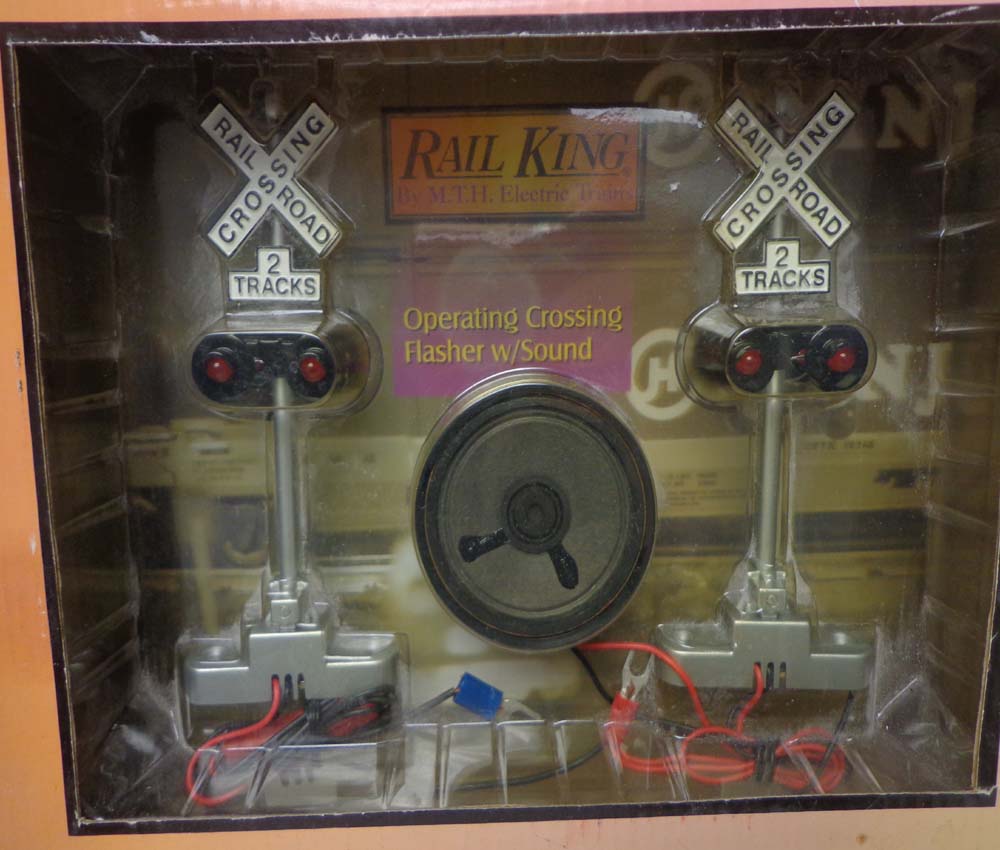 RAIL CROSSING ROAD
2
TRACKS
RAIL KING®
By M.T.H. Electric Trains
Operating Crossing
Flasher w/Sound
RAIL CROSSING ROAD
2
TRACKS